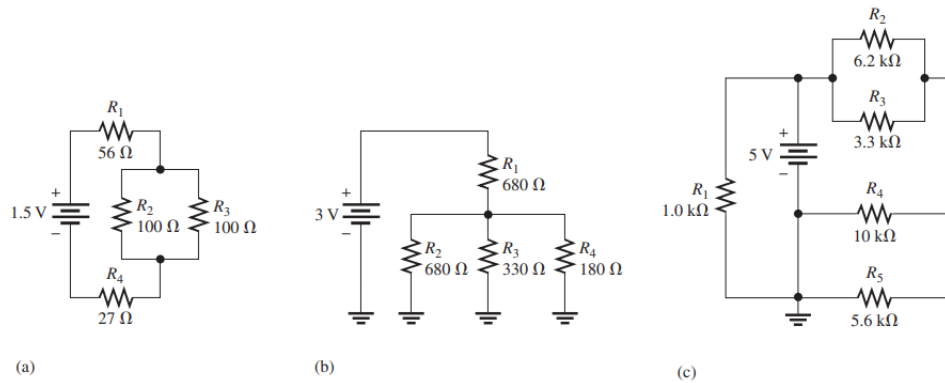 R1
56 Ω
+
1.5 V
−
R2
100 Ω
R3
100 Ω
R4
27 Ω
(a)
R1
680 Ω
+
3 V
−
R2
680 Ω
R3
330 Ω
R4
180 Ω
(b)
R2
6.2 kΩ
R3
3.3 kΩ
+
5 V
−
R1
1.0 kΩ
R4
10 kΩ
R5
5.6 kΩ
(c)